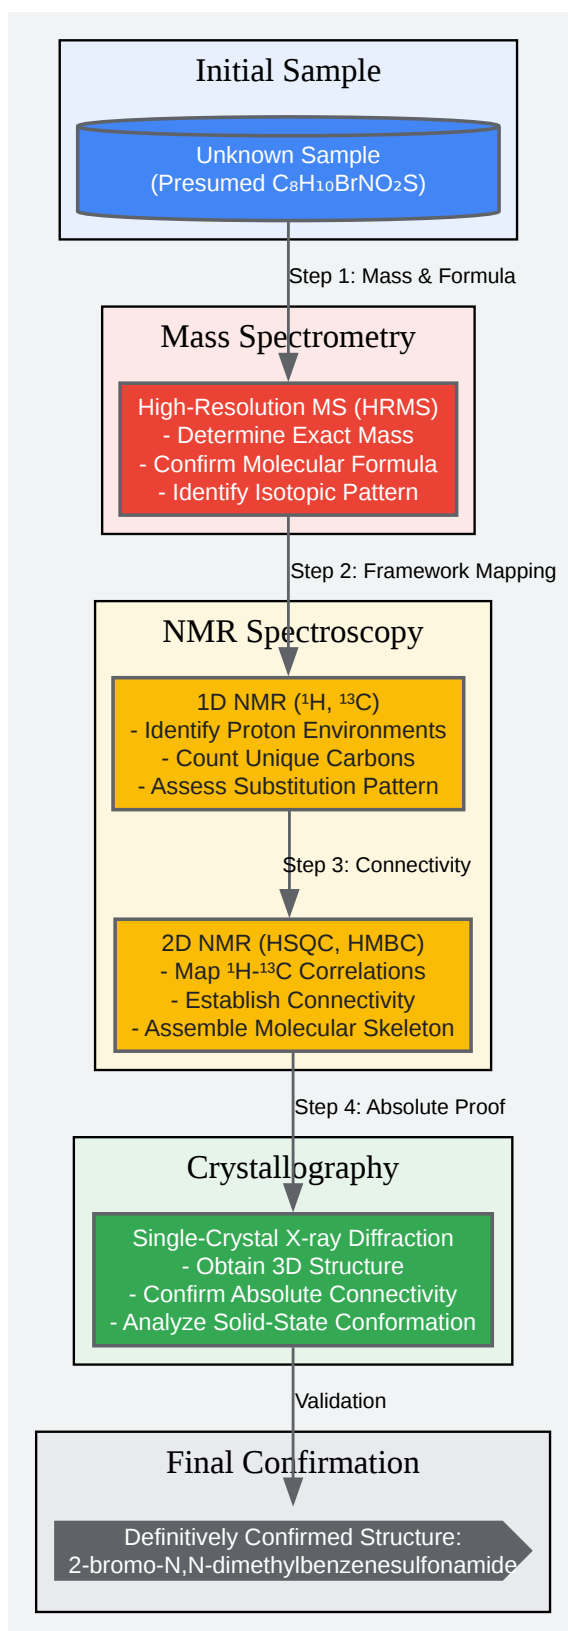 Initial Sample
Unknown Sample
(Presumed C₈H₁₀BrNO₂S)
Step 1: Mass & Formula
Mass Spectrometry
High-Resolution MS (HRMS)
- Determine Exact Mass
- Confirm Molecular Formula
- Identify Isotopic Pattern
Step 2: Framework Mapping
NMR Spectroscopy
1D NMR (¹H, ¹³C)
- Identify Proton Environments
- Count Unique Carbons
- Assess Substitution Pattern
Step 3: Connectivity
2D NMR (HSQC, HMBC)
- Map ¹H-¹³C Correlations
- Establish Connectivity
- Assemble Molecular Skeleton
Step 4: Absolute Proof
Crystallography
Single-Crystal X-ray Diffraction
- Obtain 3D Structure
- Confirm Absolute Connectivity
- Analyze Solid-State Conformation
Validation
Final Confirmation
Definitively Confirmed Structure:
2-bromo-N,N-dimethylbenzenesulfonamide